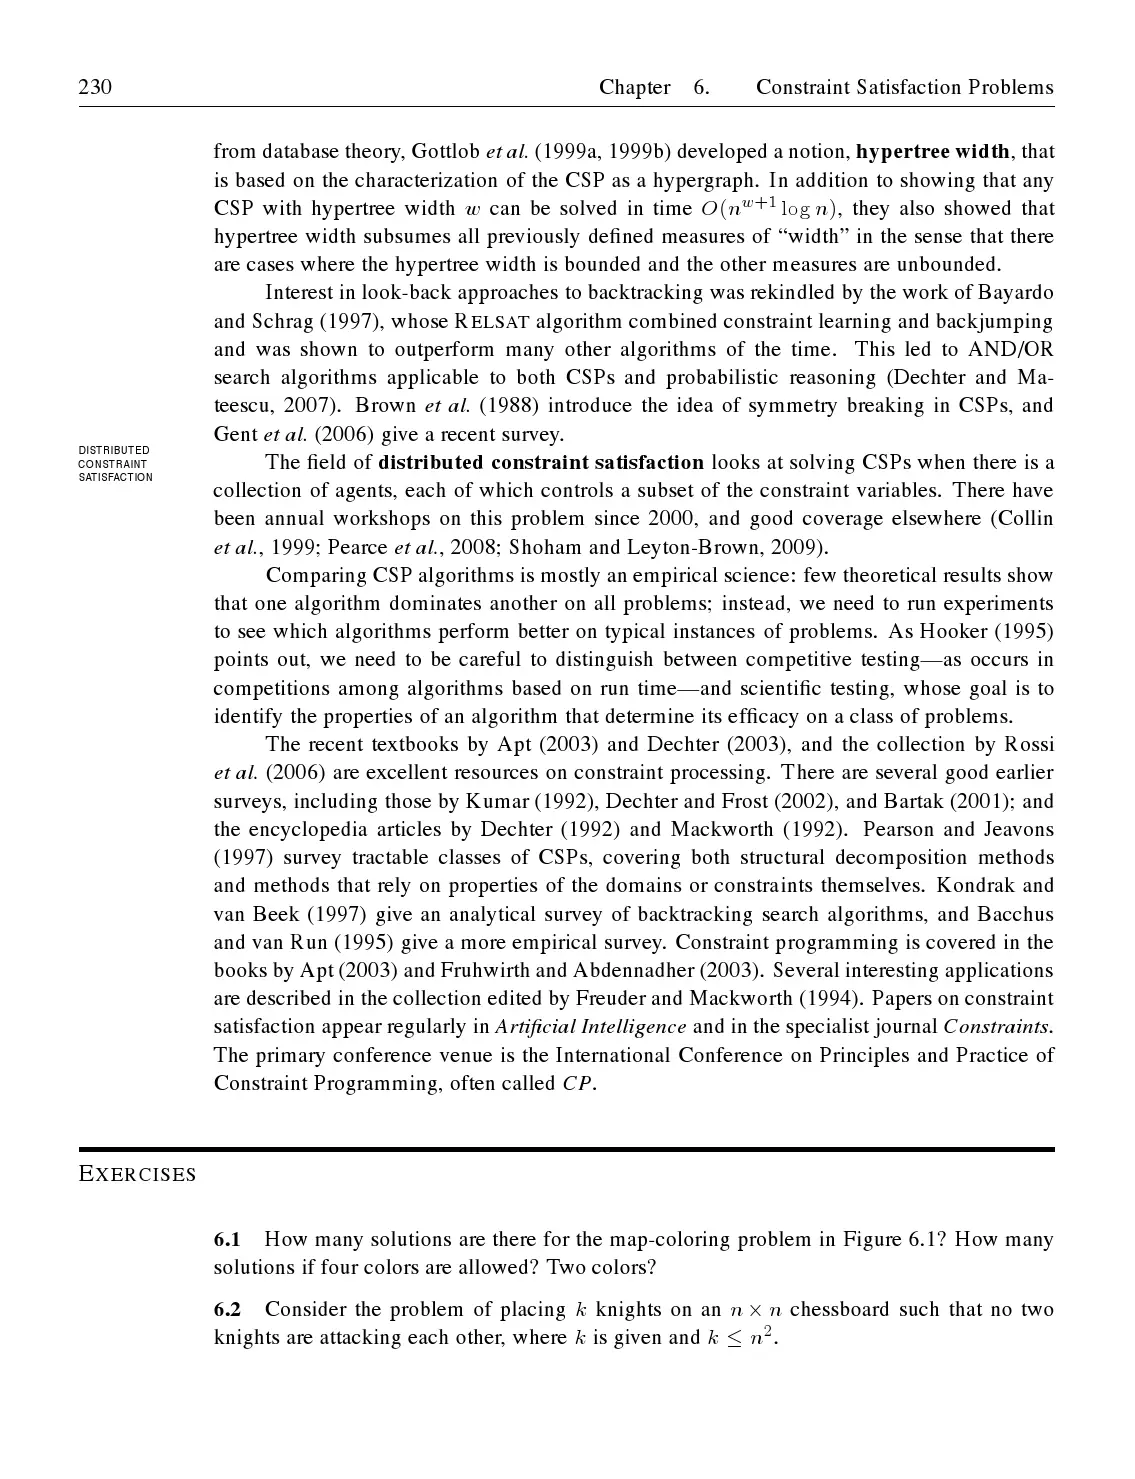 230 Chapter 6. Constraint Satisfaction Problems
from database theory, Gottlob et al. (1999a, 1999b) developed a notion, hypertree width, that
is based on the characterization of the CSP as a hypergraph. In addition to showing that any
CSP with hypertree width w can be solved in time O(n^{w+1} log n), they also showed that
hypertree width subsumes all previously defined measures of “width” in the sense that there
are cases where the hypertree width is bounded and the other measures are unbounded.
Interest in look-back approaches to backtracking was rekindled by the work of Bayardo
and Schrag (1997), whose RELSAT algorithm combined constraint learning and backjumping
and was shown to outperform many other algorithms of the time. This led to AND/OR
search algorithms applicable to both CSPs and probabilistic reasoning (Dechter and Ma-
teescu, 2007). Brown et al. (1988) introduce the idea of symmetry breaking in CSPs, and
Gent et al. (2006) give a recent survey.
DISTRIBUTED
CONSTRAINT
SATISFACTION
The field of distributed constraint satisfaction looks at solving CSPs when there is a
collection of agents, each of which controls a subset of the constraint variables. There have
been annual workshops on this problem since 2000, and good coverage elsewhere (Collin
et al., 1999; Pearce et al., 2008; Shoham and Leyton-Brown, 2009).
Comparing CSP algorithms is mostly an empirical science: few theoretical results show
that one algorithm dominates another on all problems; instead, we need to run experiments
to see which algorithms perform better on typical instances of problems. As Hooker (1995)
points out, we need to be careful to distinguish between competitive testing—as occurs in
competitions among algorithms based on run time—and scientific testing, whose goal is to
identify the properties of an algorithm that determine its efficacy on a class of problems.
The recent textbooks by Apt (2003) and Dechter (2003), and the collection by Rossi
et al. (2006) are excellent resources on constraint processing. There are several good earlier
surveys, including those by Kumar (1992), Dechter and Frost (2002), and Bartak (2001); and
the encyclopedia articles by Dechter (1992) and Mackworth (1992). Pearson and Jeavons
(1997) survey tractable classes of CSPs, covering both structural decomposition methods
and methods that rely on properties of the domains or constraints themselves. Kondrak and
van Beek (1997) give an analytical survey of backtracking search algorithms, and Bacchus
and van Run (1995) give a more empirical survey. Constraint programming is covered in the
books by Apt (2003) and Fruhwirth and Abdennadher (2003). Several interesting applications
are described in the collection edited by Freuder and Mackworth (1994). Papers on constraint
satisfaction appear regularly in Artificial Intelligence and in the specialist journal Constraints.
The primary conference venue is the International Conference on Principles and Practice of
Constraint Programming, often called CP.
EXERCISES
6.1 How many solutions are there for the map-coloring problem in Figure 6.1? How many
solutions if four colors are allowed? Two colors?
6.2 Consider the problem of placing k knights on an n × n chessboard such that no two
knights are attacking each other, where k is given and k ≤ n².